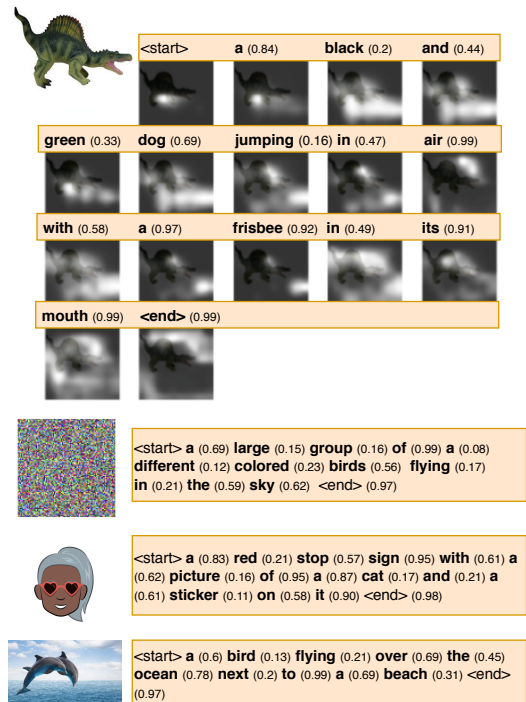 <start> a (0.84) black (0.2) and (0.44)
green (0.33) dog (0.69) jumping (0.16) in (0.47) air (0.99)
with (0.58) a (0.97) frisbee (0.92) in (0.49) its (0.91)
mouth (0.99) <end> (0.99)
<start> a (0.69) large (0.15) group (0.16) of (0.99) a (0.08)
different (0.12) colored (0.23) birds (0.56) flying (0.17)
in (0.21) the (0.59) sky (0.62) <end> (0.97)
<start> a (0.83) red (0.21) stop (0.57) sign (0.95) with (0.61) a
(0.62) picture (0.16) of (0.95) a (0.87) cat (0.17) and (0.21) a
(0.61) sticker (0.11) on (0.58) it (0.90) <end> (0.98)
<start> a (0.6) bird (0.13) flying (0.21) over (0.69) the (0.45)
ocean (0.78) next (0.2) to (0.99) a (0.69) beach (0.31) <end>
(0.97)